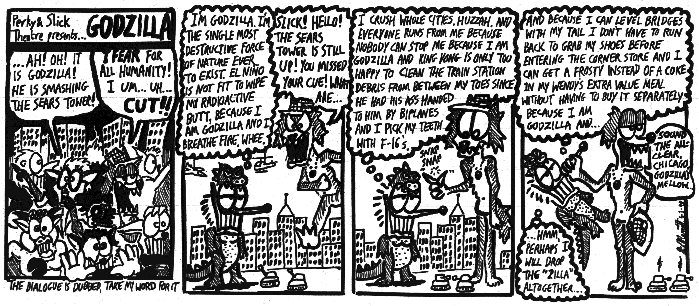 Perky & Slick
Theatre presents...
GODZILLA
...AH! OH! IT
IS GODZILLA!
HE IS SMASHING
THE SEARS TOWER!
I FEAR FOR
ALL HUMANITY!
I UM... UH...
CUT!!
THE DIALOGUE IS DUBBED, TAKE MY WORD FOR IT
I'M GODZILLA. I'M
THE SINGLE MOST
DESTRUCTIVE FORCE
OF NATURE EVER
TO EXIST. EL NIÑO
IS NOT FIT TO WIPE
MY RADIOACTIVE
BUTT, BECAUSE I
AM GODZILLA AND I
BREATHE FIRE, WHEE.
SLICK! HELLO!
THE SEARS
TOWER IS STILL
UP! YOU MISSED
YOUR CUE! WHAT
ARE...
I CRUSH WHOLE CITIES, HUZZAH. AND
EVERYONE RUNS FROM ME BECAUSE
NOBODY CAN STOP ME BECAUSE I AM
GODZILLA AND KING KONG IS ONLY TOO
HAPPY TO CLEAN THE TRAIN STATION
DEBRIS FROM BETWEEN MY TOES SINCE
HE HAD HIS ASS HANDED
TO HIM BY BIPLANES
AND I PICK MY TEETH
WITH F-16'S.
SNAP
SNAP
AND BECAUSE I CAN LEVEL BRIDGES
WITH MY TAIL I DON'T HAVE TO RUN
BACK TO GRAB MY SHOES BEFORE
ENTERING THE CORNER STORE AND I
CAN GET A FROSTY INSTEAD OF A COKE
IN MY WENDY'S EXTRA VALUE MEAL
WITHOUT HAVING TO BUY IT SEPARATELY
BECAUSE I AM
GODZILLA AND...
SOUND
THE ALL-
CLEAR,
CHICAGO.
GODZILLA'S
MELLOW.
...HMM,
PERHAPS I
WILL DROP
THE "ZILLA"
ALTOGETHER...